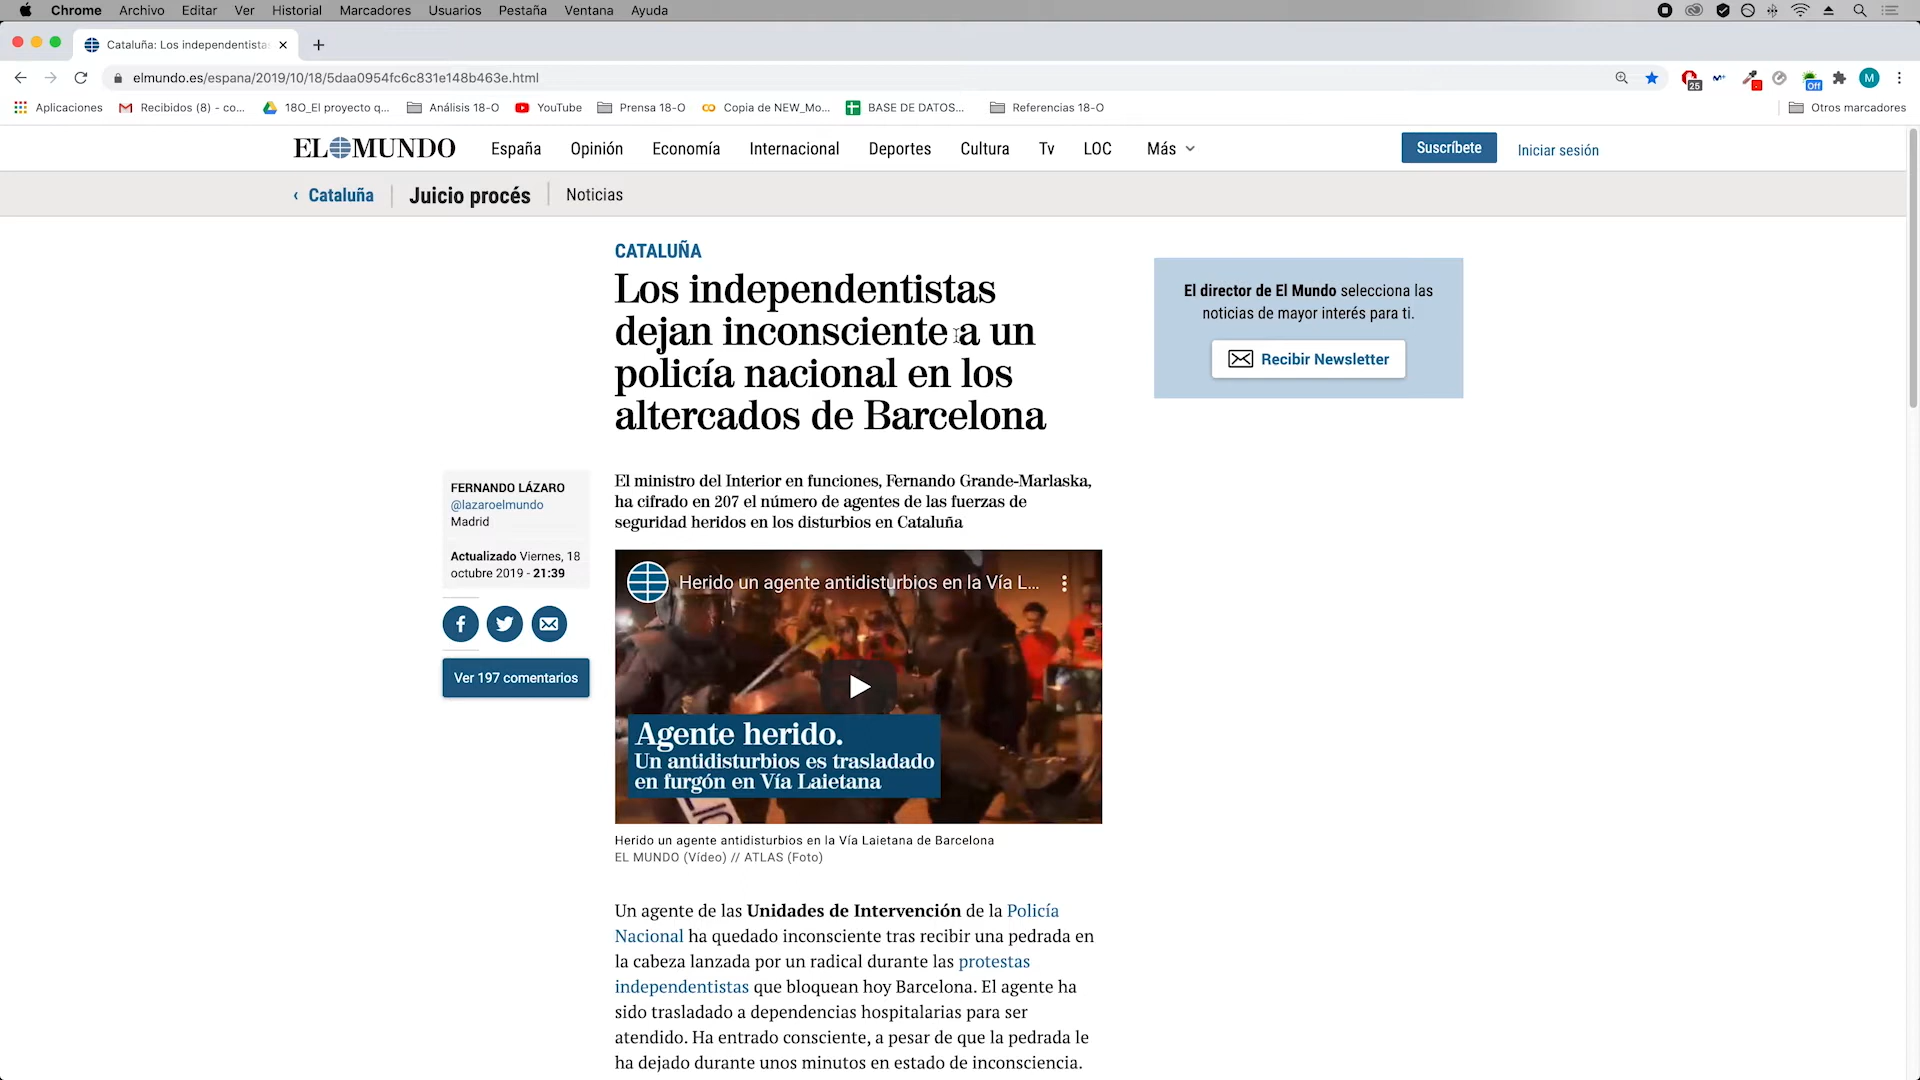 Chrome Archivo Editar Ver Historial Marcadores Usuarios Pestaña Ventana Ayuda
Cataluña: Los independentista
elmundo.es/espana/2019/10/18/5daa0954fc6c831e148b463e.html
25
Off
M
Aplicaciones Recibidos (8) - co... 18O_El proyecto q... Análisis 18-O YouTube Prensa 18-O Copia de NEW_Mo... BASE DE DATOS... Referencias 18-O Otros marcadores
EL MUNDO España Opinión Economía Internacional Deportes Cultura Tv LOC Más Suscríbete Iniciar sesión
‹ Cataluña Juicio procés Noticias
CATALUÑA
Los independentistas
dejan inconsciente a un
policía nacional en los
altercados de Barcelona
El director de El Mundo selecciona las
noticias de mayor interés para ti.
Recibir Newsletter
El ministro del Interior en funciones, Fernando Grande-Marlaska,
ha cifrado en 207 el número de agentes de las fuerzas de
seguridad heridos en los disturbios en Cataluña
FERNANDO LÁZARO
@lazaroelmundo
Madrid
Actualizado Viernes, 18
octubre 2019 - 21:39
Ver 197 comentarios
Herido un agente antidisturbios en la Vía L...
Agente herido.
Un antidisturbios es trasladado
en furgón en Vía Laietana
Herido un agente antidisturbios en la Vía Laietana de Barcelona
EL MUNDO (Vídeo) // ATLAS (Foto)
Un agente de las Unidades de Intervención de la Policía
Nacional ha quedado inconsciente tras recibir una pedrada en
la cabeza lanzada por un radical durante las protestas
independentistas que bloquean hoy Barcelona. El agente ha
sido trasladado a dependencias hospitalarias para ser
atendido. Ha entrado consciente, a pesar de que la pedrada le
ha dejado durante unos minutos en estado de inconsciencia.